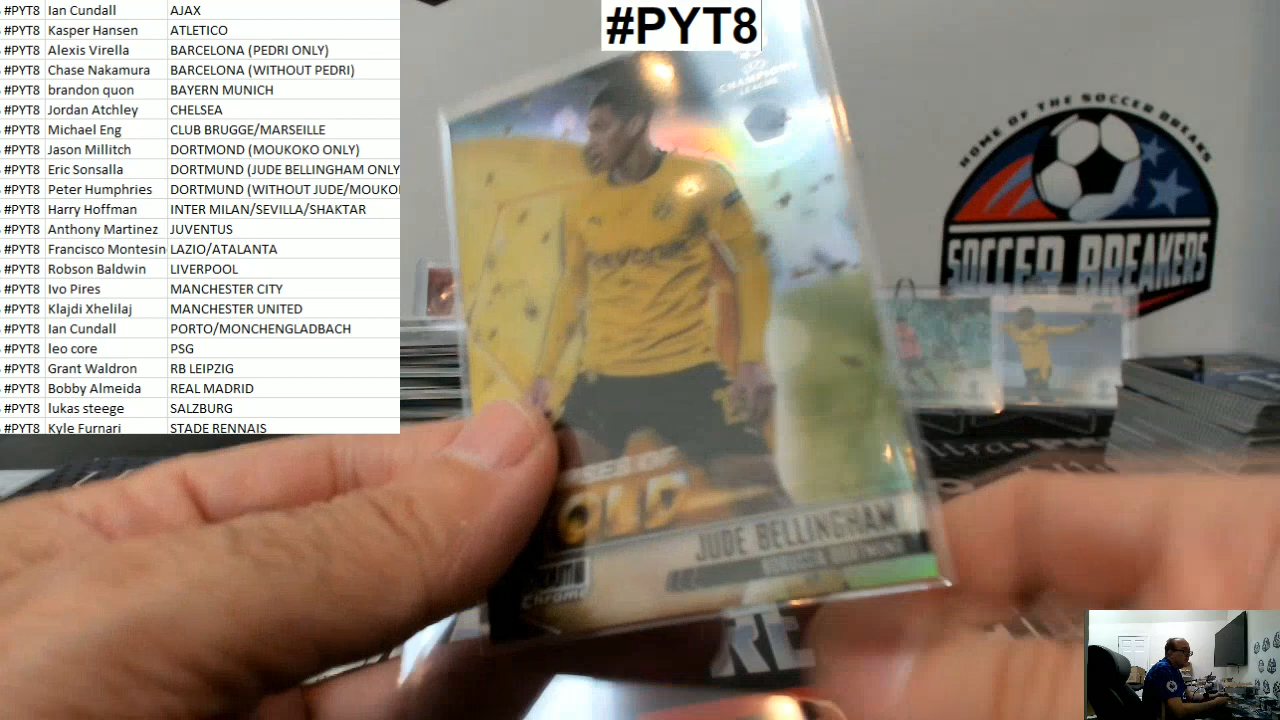 #PYT8 Ian Cundall AJAX
#PYT8 Kasper Hansen ATLETICO
#PYT8 Alexis Virella BARCELONA (PEDRI ONLY)
#PYT8 Chase Nakamura BARCELONA (WITHOUT PEDRI)
#PYT8 brandon quon BAYERN MUNICH
#PYT8 Jordan Atchley CHELSEA
#PYT8 Michael Eng CLUB BRUGGE/MARSEILLE
#PYT8 Jason Millitch DORTMOND (MOUKOKO ONLY)
#PYT8 Eric Sonsalla DORTMUND (JUDE BELLINGHAM ONLY
#PYT8 Peter Humphries DORTMUND (WITHOUT JUDE/MOUKO
#PYT8 Harry Hoffman INTER MILAN/SEVILLA/SHAKTAR
#PYT8 Anthony Martinez JUVENTUS
#PYT8 Francisco Montesin LAZIO/ATALANTA
#PYT8 Robson Baldwin LIVERPOOL
#PYT8 Ivo Pires MANCHESTER CITY
#PYT8 Klajdi Xhelilaj MANCHESTER UNITED
#PYT8 Ian Cundall PORTO/MONCHENGLADBACH
#PYT8 leo core PSG
#PYT8 Grant Waldron RB LEIPZIG
#PYT8 Bobby Almeida REAL MADRID
#PYT8 lukas steege SALZBURG
#PYT8 Kyle Furnari STADE RENNAIS
#PYT8
CHAMPIONS
LEAGUE
JUDE BELLINGHAM
BORUSSIA DORTMUND
Chrome
HOME OF THE SOCCER BREAKS
SOCCER BREAKERS